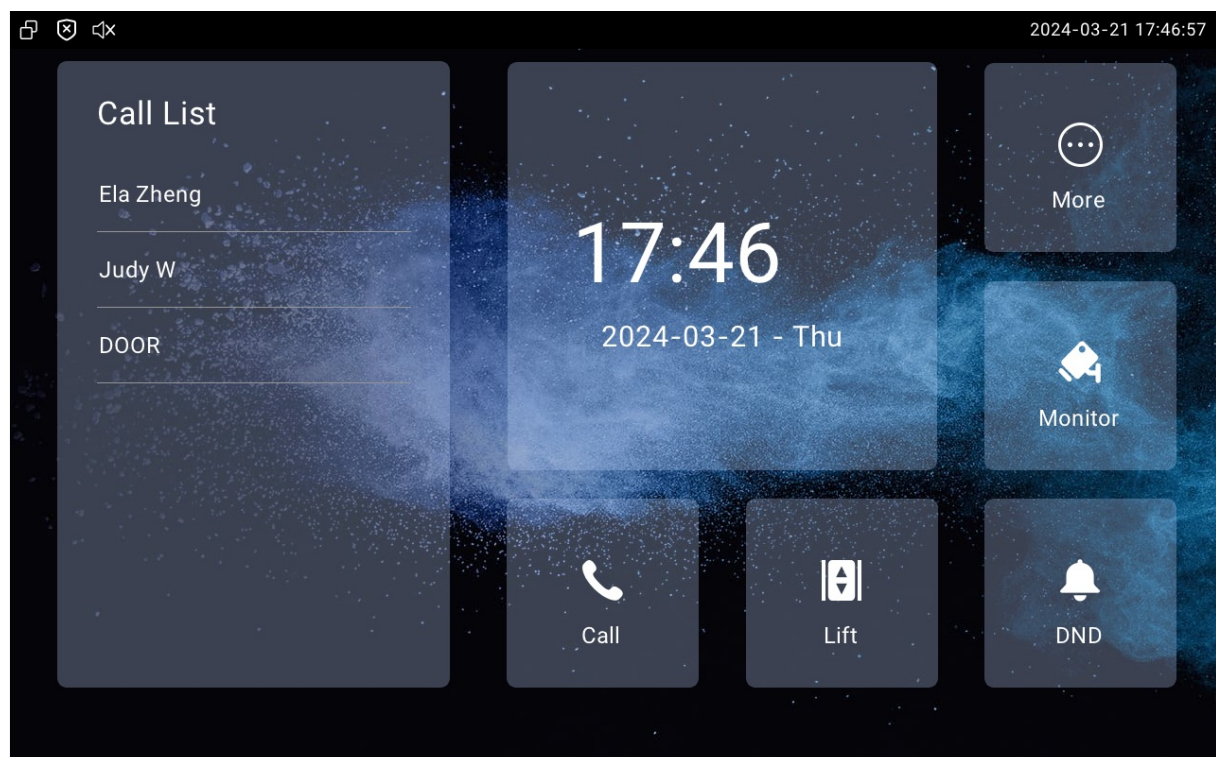 2024-03-21 17:46:57
Call List
Ela Zheng
Judy W
DOOR
17:46
2024-03-21 - Thu
More
Monitor
Call
Lift
DND